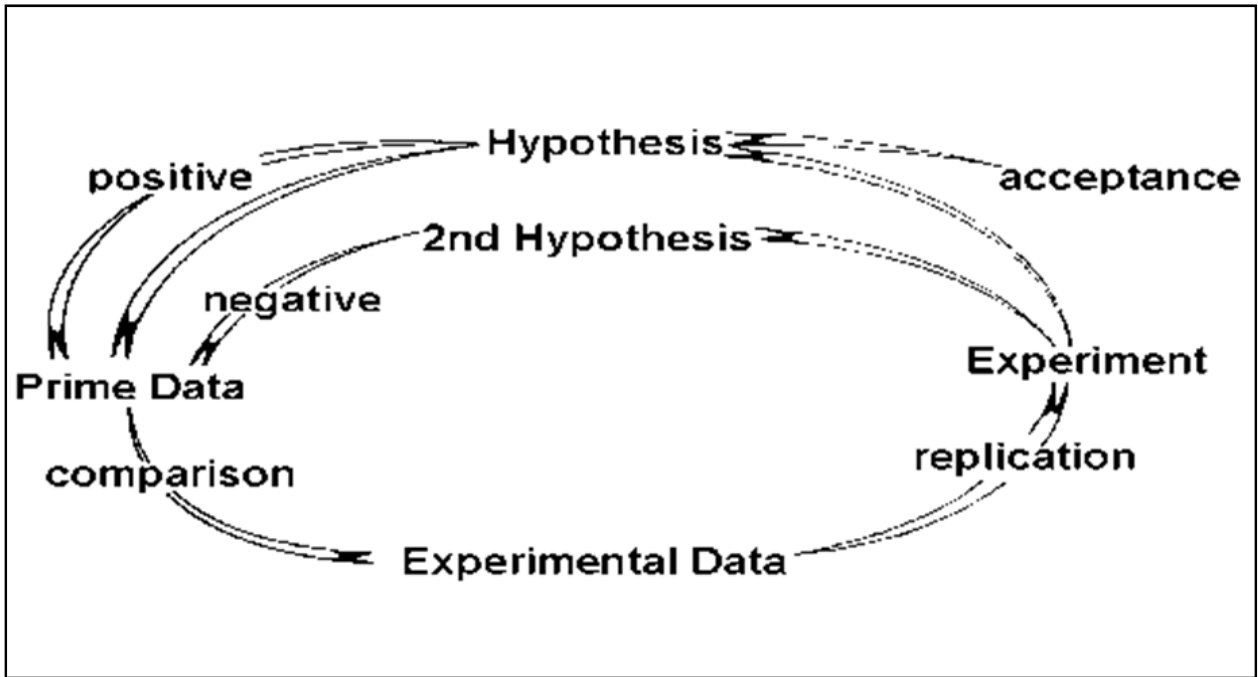 Hypothesis
positive
acceptance
2nd Hypothesis
negative
Prime Data
Experiment
comparison
replication
Experimental Data